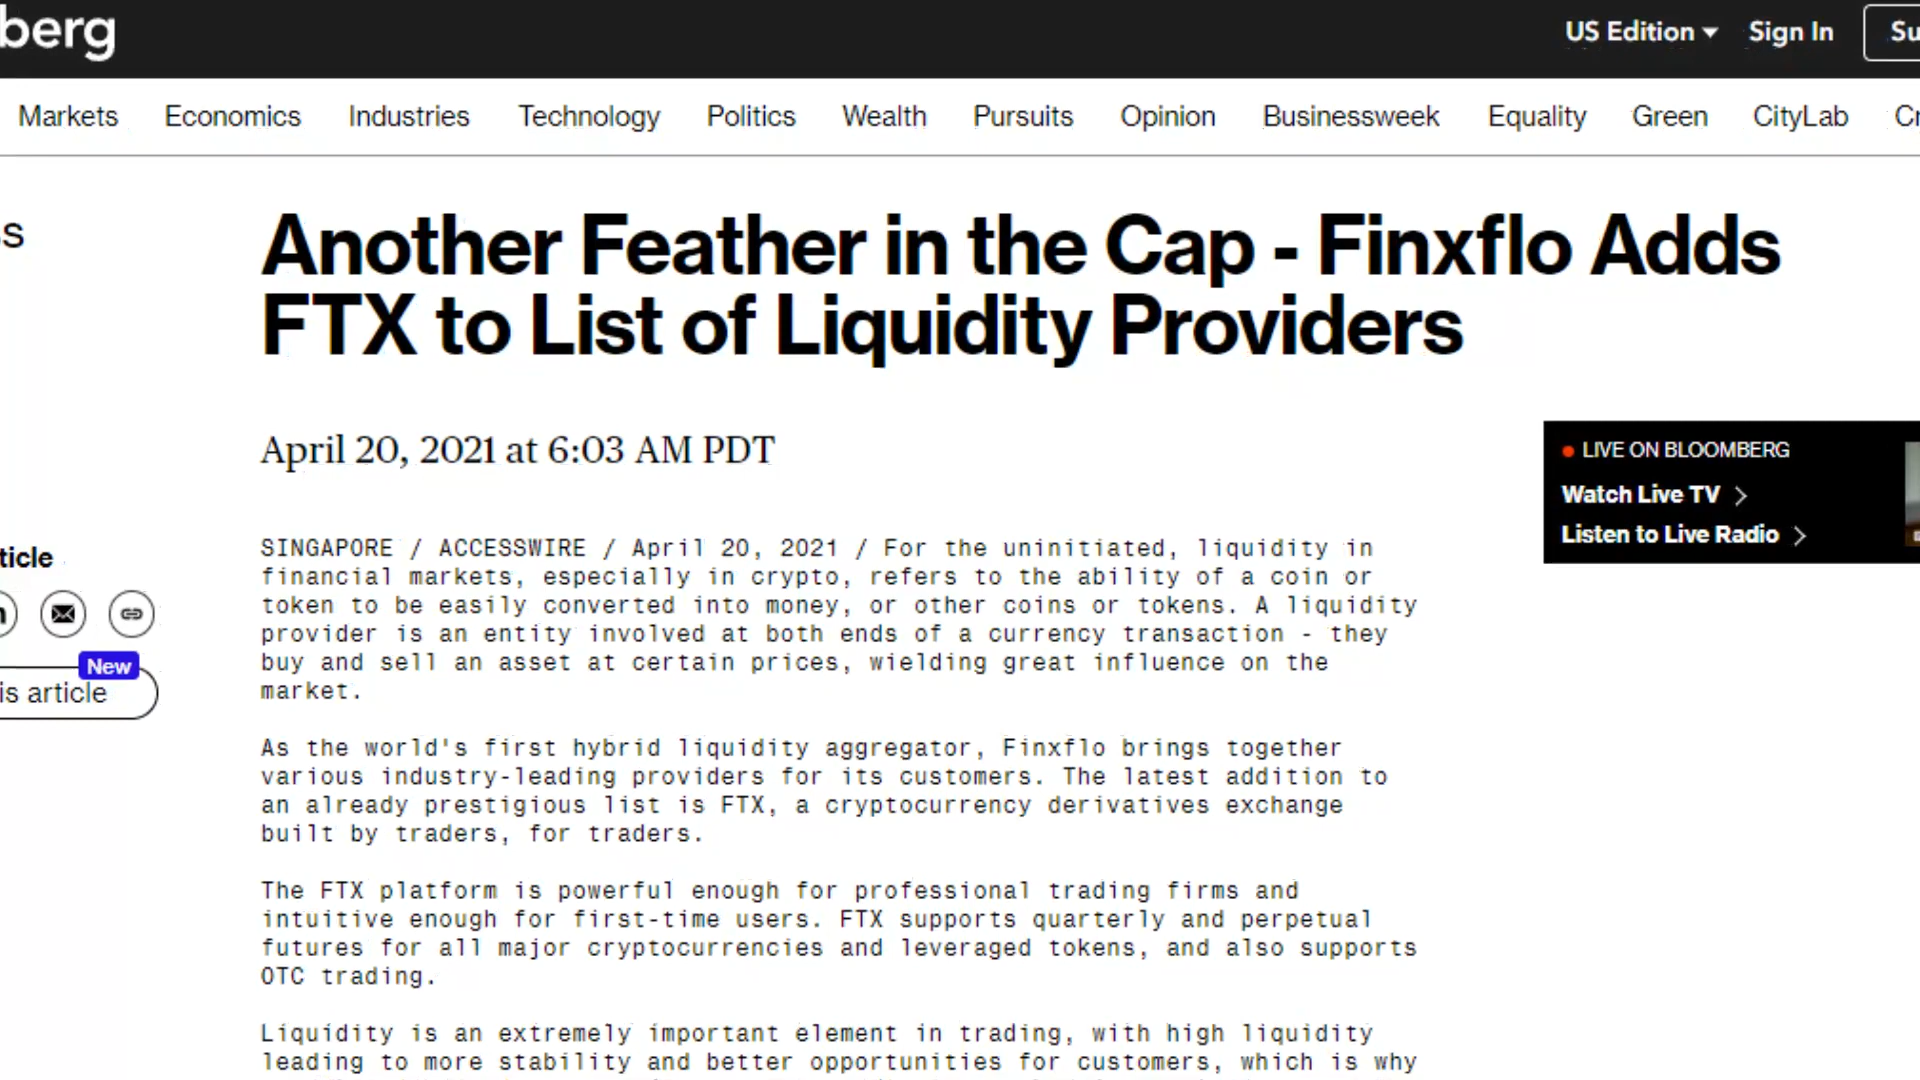 berg
US Edition
Sign In
Su
Markets Economics Industries Technology Politics Wealth Pursuits Opinion Businessweek Equality Green CityLab Cr
Another Feather in the Cap - Finxflo Adds
FTX to List of Liquidity Providers
April 20, 2021 at 6:03 AM PDT
LIVE ON BLOOMBERG
Watch Live TV
Listen to Live Radio
ticle
New
is article
SINGAPORE / ACCESSWIRE / April 20, 2021 / For the uninitiated, liquidity in
financial markets, especially in crypto, refers to the ability of a coin or
token to be easily converted into money, or other coins or tokens. A liquidity
provider is an entity involved at both ends of a currency transaction - they
buy and sell an asset at certain prices, wielding great influence on the
market.
As the world's first hybrid liquidity aggregator, Finxflo brings together
various industry-leading providers for its customers. The latest addition to
an already prestigious list is FTX, a cryptocurrency derivatives exchange
built by traders, for traders.
The FTX platform is powerful enough for professional trading firms and
intuitive enough for first-time users. FTX supports quarterly and perpetual
futures for all major cryptocurrencies and leveraged tokens, and also supports
OTC trading.
Liquidity is an extremely important element in trading, with high liquidity
leading to more stability and better opportunities for customers, which is why